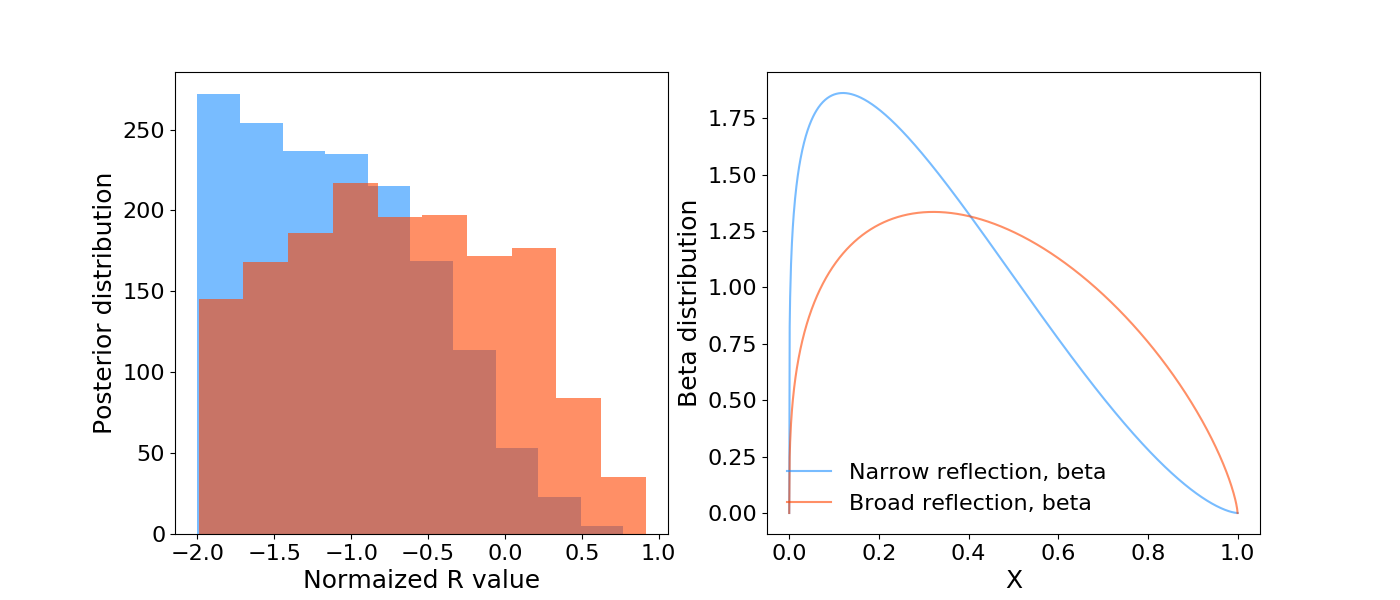 Posterior distribution
250
200
150
100
50
0
−2.0 −1.5 −1.0 −0.5 0.0 0.5 1.0
Normaized R value
Beta distribution
1.75
1.50
1.25
1.00
0.75
0.50
0.25
0.00
Narrow reflection, beta
Broad reflection, beta
0.0 0.2 0.4 0.6 0.8 1.0
X